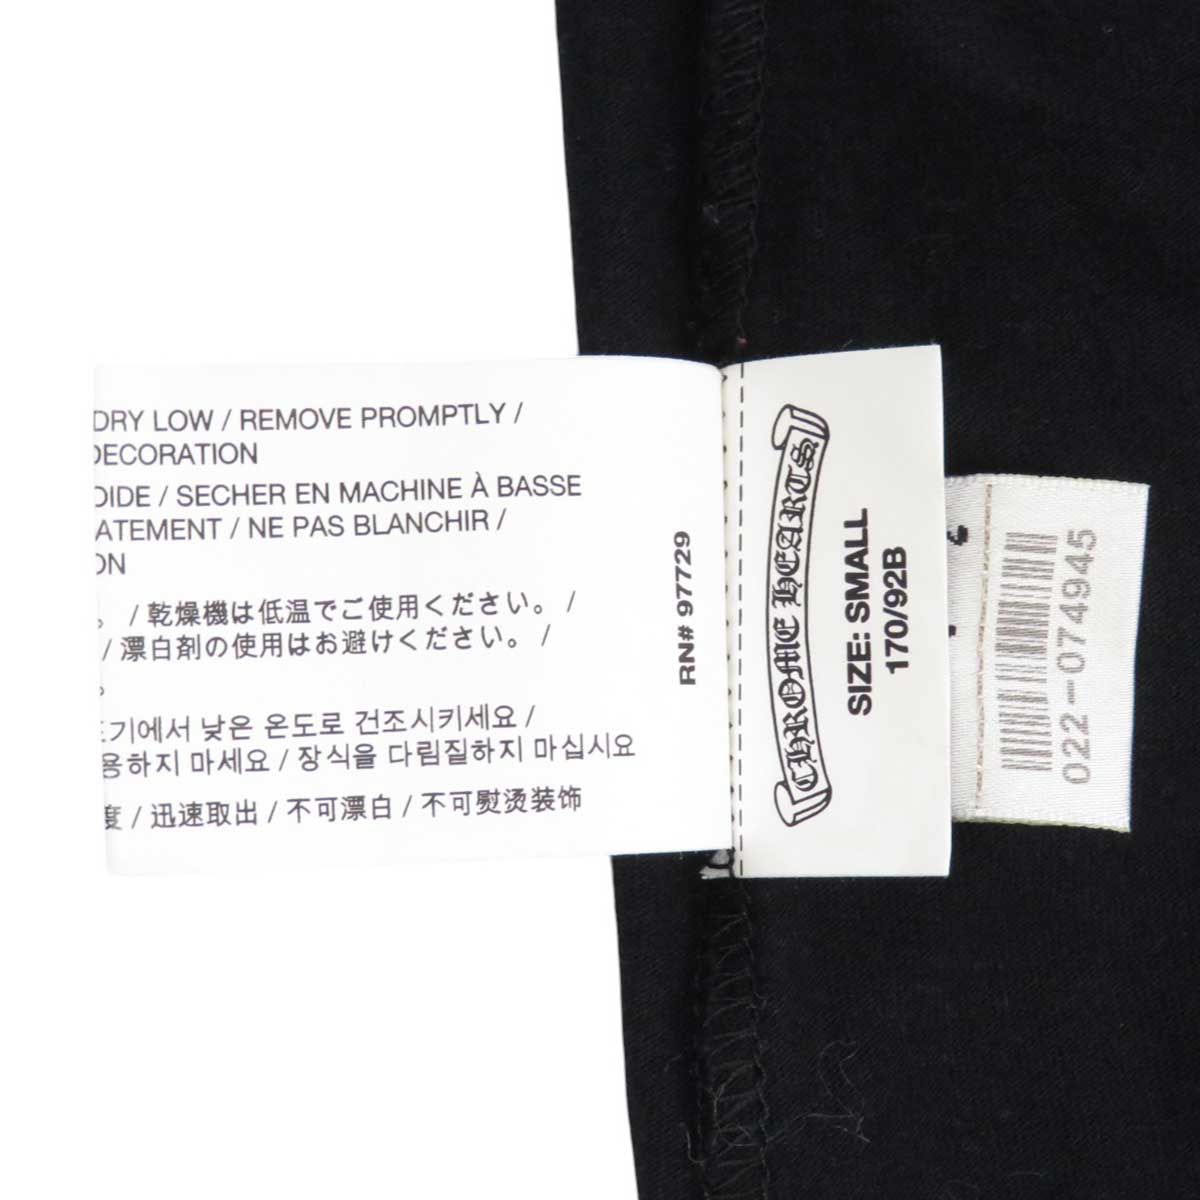 DRY LOW / REMOVE PROMPTLY /
DECORATION
OIDE / SECHER EN MACHINE À BASSE
ATEMENT / NE PAS BLANCHIR /
ON
。 / 乾燥機は低温でご使用ください。 /
/ 漂白剤の使用はお避けください。 /
。
기에서 낮은 온도로 건조시키세요 /
용하지 마세요 / 장식을 다림질하지 마십시요
度 / 迅速取出 / 不可漂白 / 不可熨烫装饰
RN# 97729
CHROME HEARTS
SIZE: SMALL
170/92B
022-074945